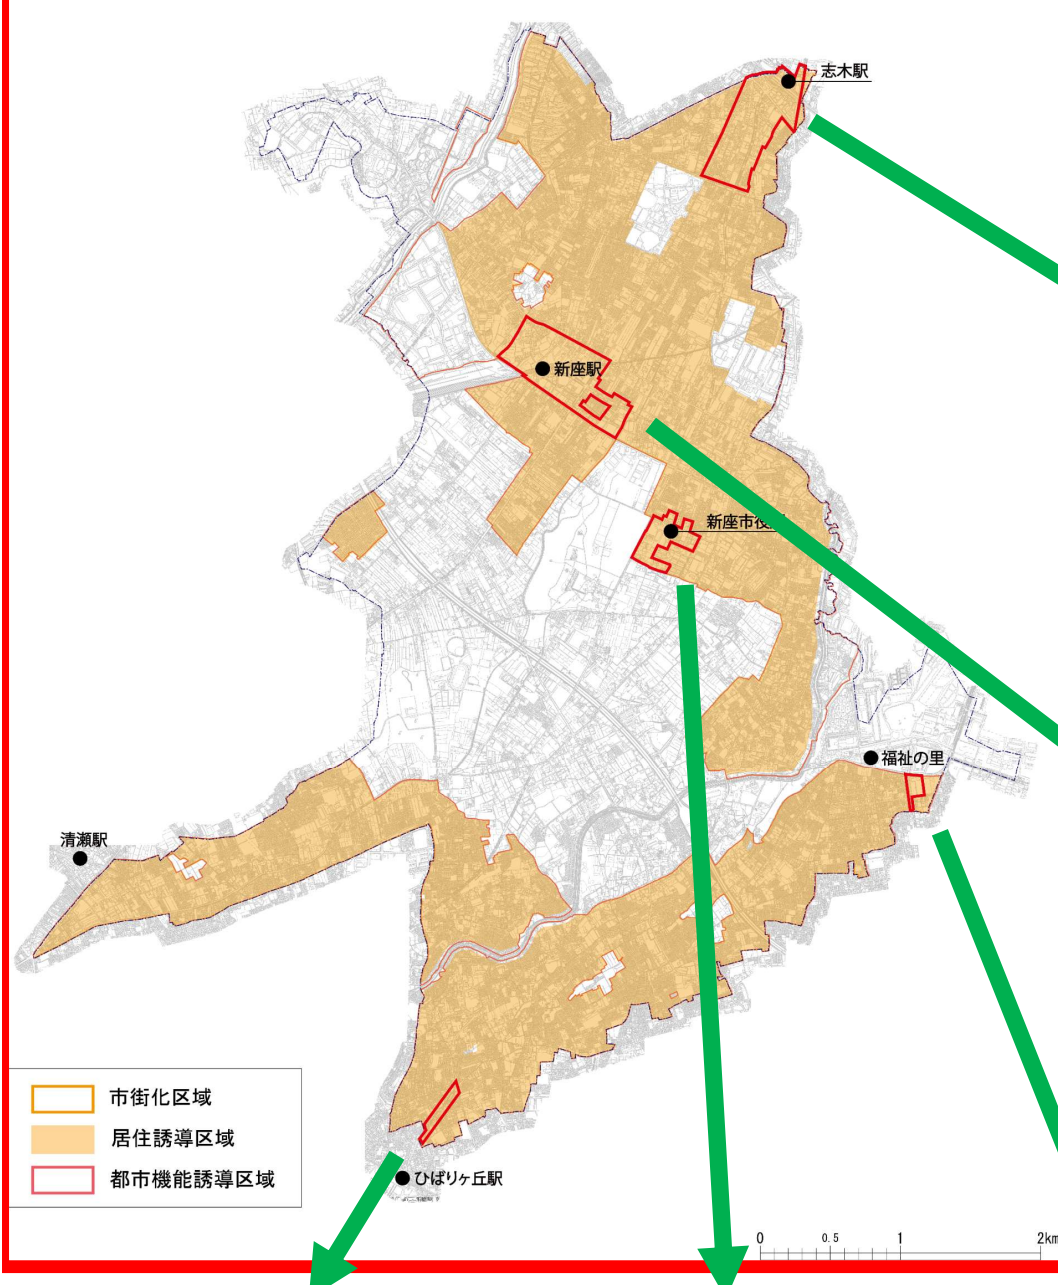 志木駅
新座駅
新座市役
福祉の里
清瀬駅
市街化区域
居住誘導区域
都市機能誘導区域
ひばりヶ丘駅
0 0.5 1 2km